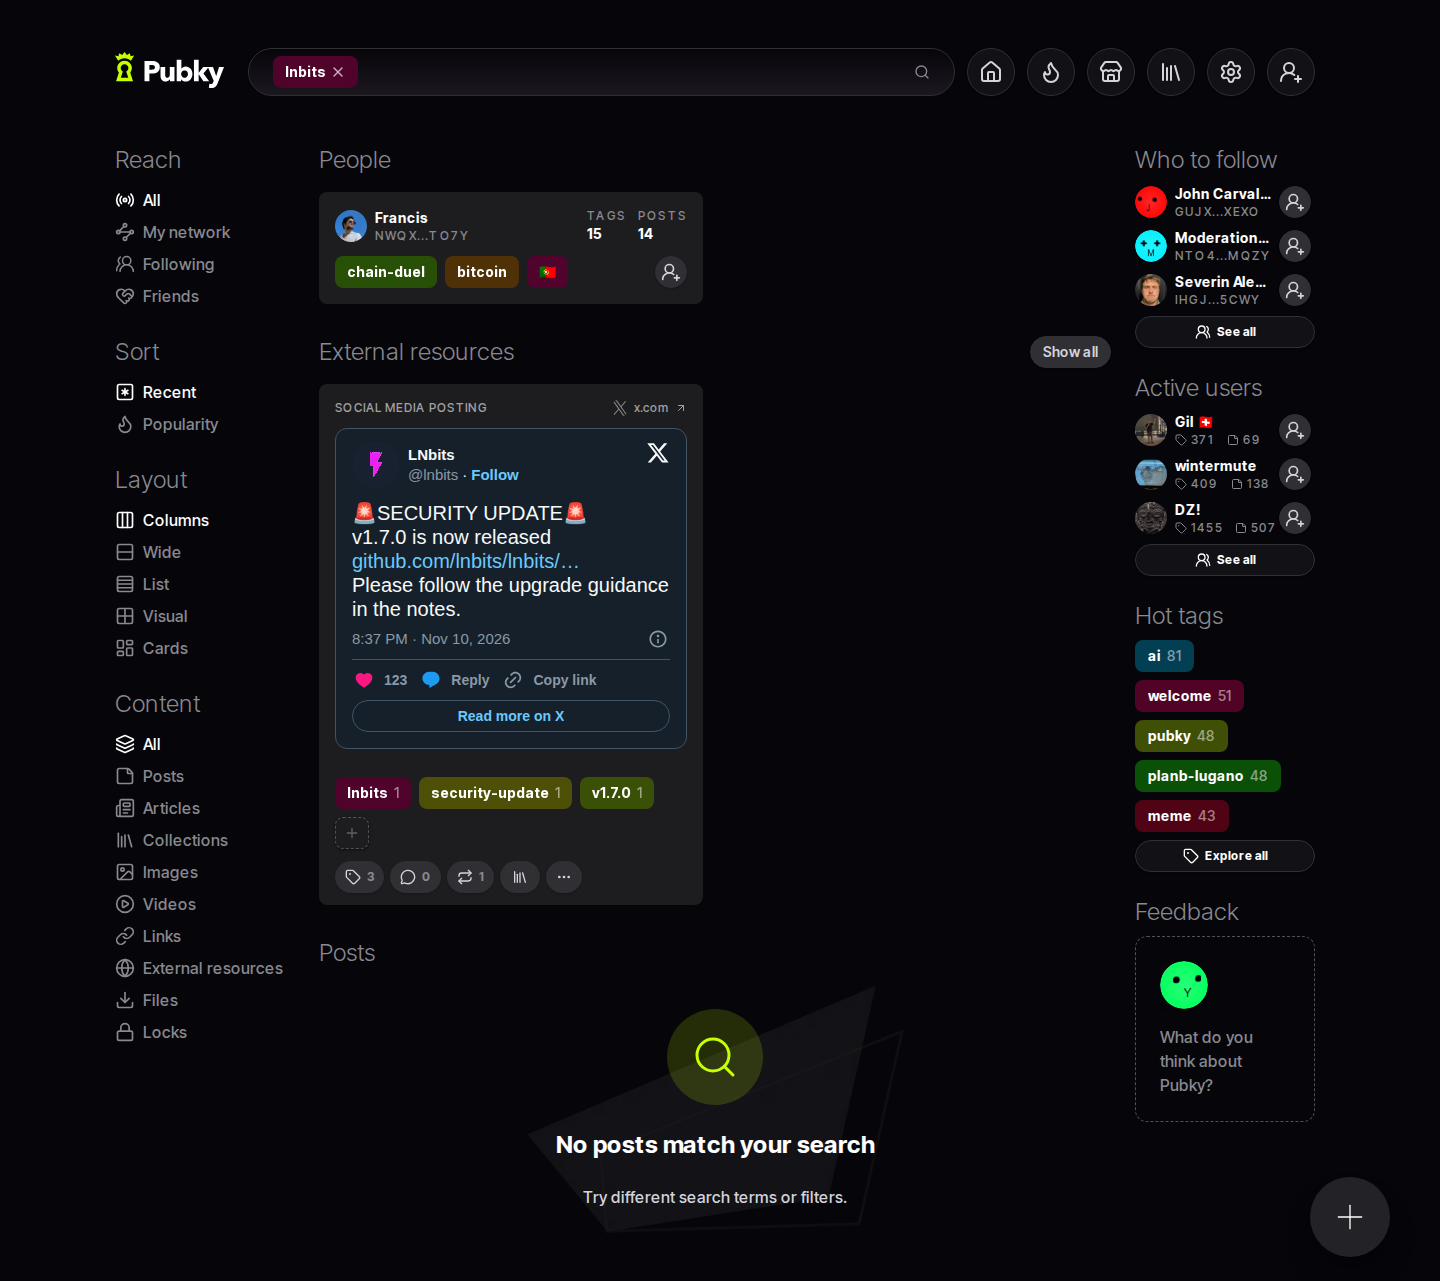 Pubky
lnbits
Reach
All
My network
Following
Friends
Sort
Recent
Popularity
Layout
Columns
Wide
List
Visual
Cards
Content
All
Posts
Articles
Collections
Images
Videos
Links
External resources
Files
Locks
People
Francis
NWQX...TO7Y
TAGS
15
POSTS
14
chain-duel
bitcoin
External resources
Show all
SOCIAL MEDIA POSTING
x.com
LNbits
@lnbits · Follow
🚨SECURITY UPDATE🚨
v1.7.0 is now released
github.com/lnbits/lnbits/…
Please follow the upgrade guidance
in the notes.
8:37 PM · Nov 10, 2026
123
Reply
Copy link
Read more on X
lnbits 1
security-update 1
v1.7.0 1
3
0
1
Posts
No posts match your search
Try different search terms or filters.
Who to follow
John Carval...
GUJX...XEXO
Moderation...
NTO4...MQZY
Severin Ale...
IHGJ...5CWY
See all
Active users
Gil 🇨🇭
371
69
wintermute
409
138
DZ!
1455
507
See all
Hot tags
ai 81
welcome 51
pubky 48
planb-lugano 48
meme 43
Explore all
Feedback
What do you
think about
Pubky?